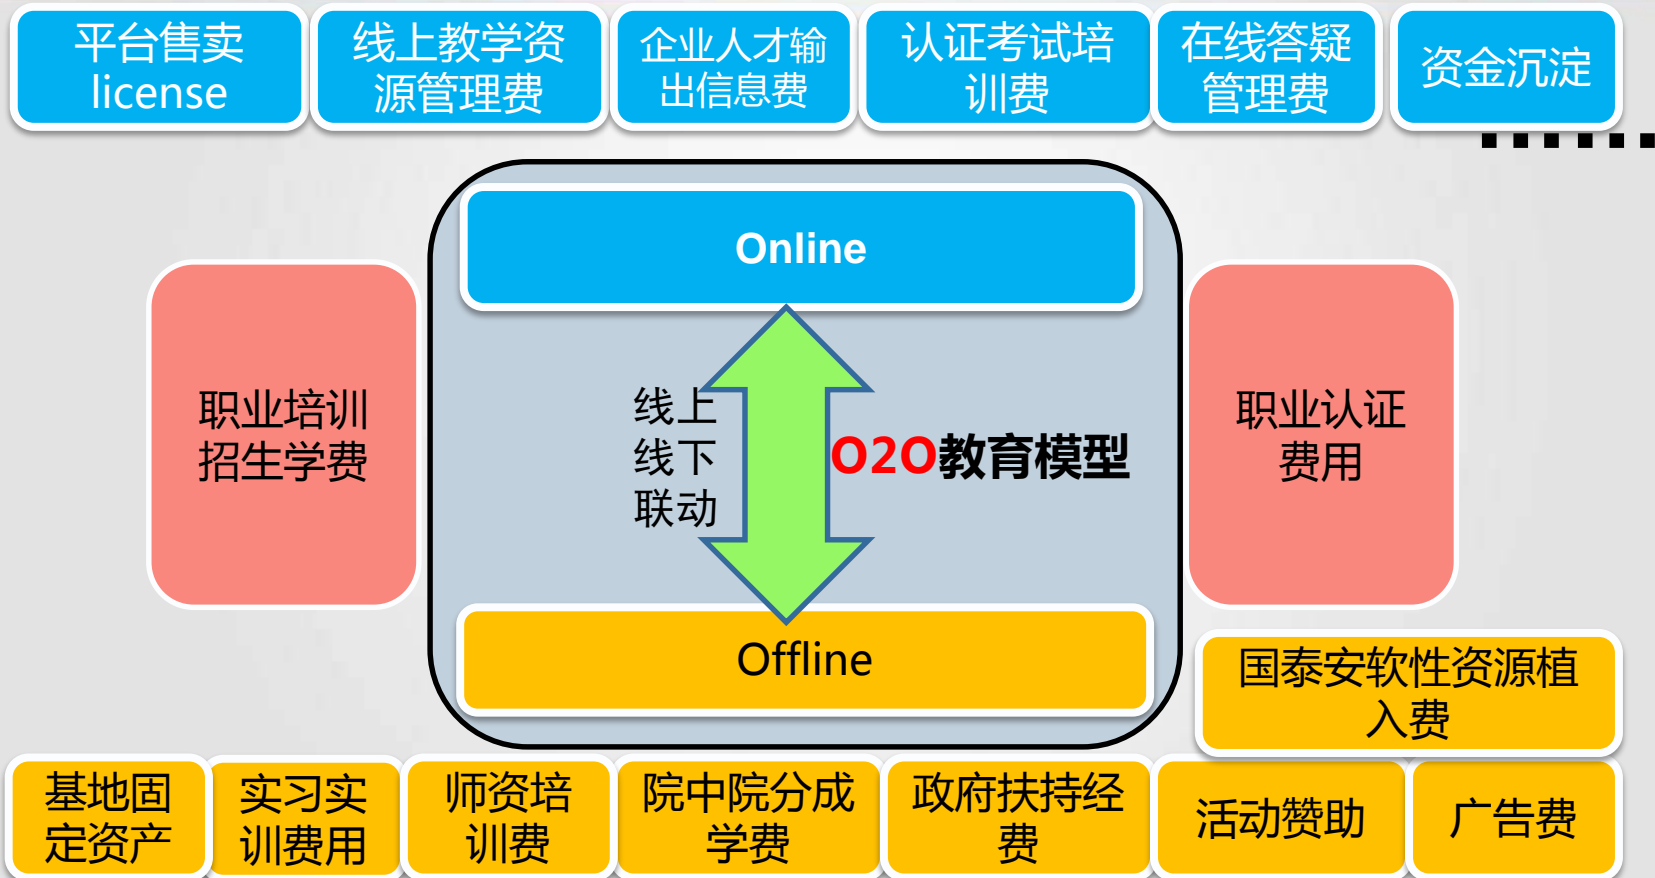 平台售卖
license
线上教学资
源管理费
企业人才输
出信息费
认证考试培
训费
在线答疑
管理费
资金沉淀
......
Online
职业培训
招生学费
线上
线下
联动
O2O教育模型
职业认证
费用
Offline
国泰安软性资源植
入费
基地固
定资产
实习实
训费用
师资培
训费
院中院分成
学费
政府扶持经
费
活动赞助
广告费